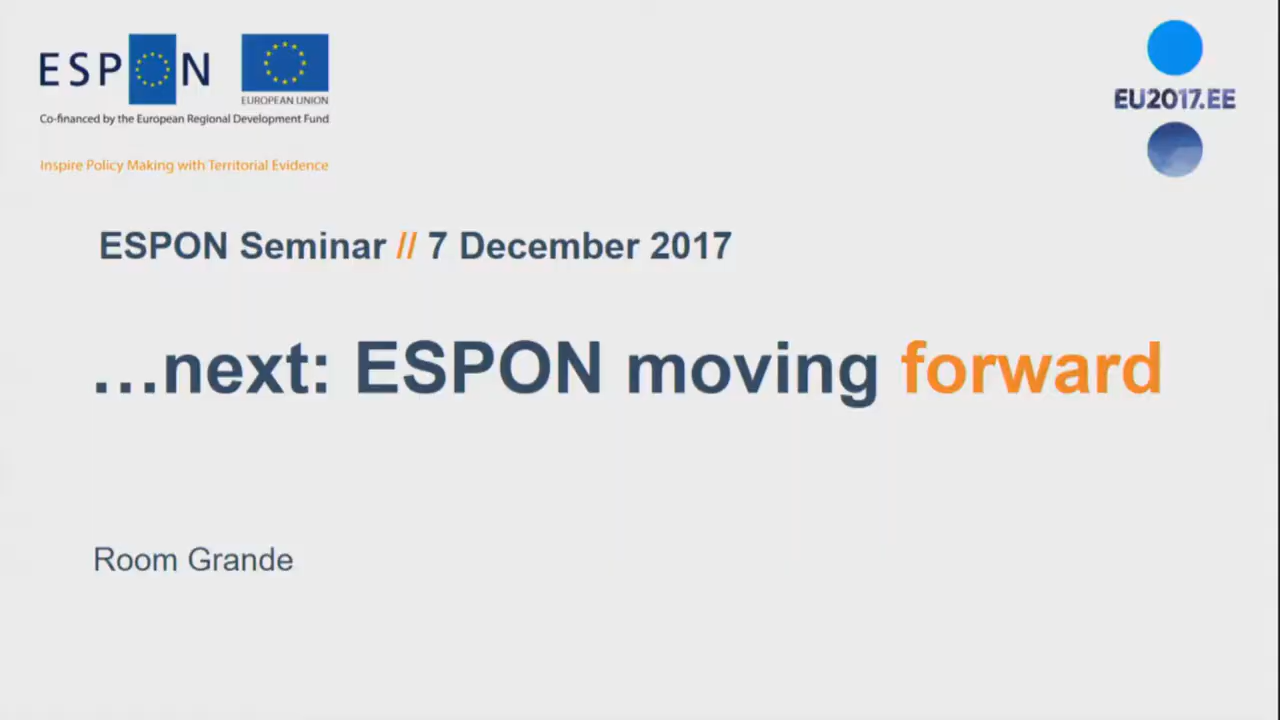 ESPON
EUROPEAN UNION
Co-financed by the European Regional Development Fund
Inspire Policy Making with Territorial Evidence
EU2017.EE
ESPON Seminar // 7 December 2017
…next: ESPON moving forward
Room Grande